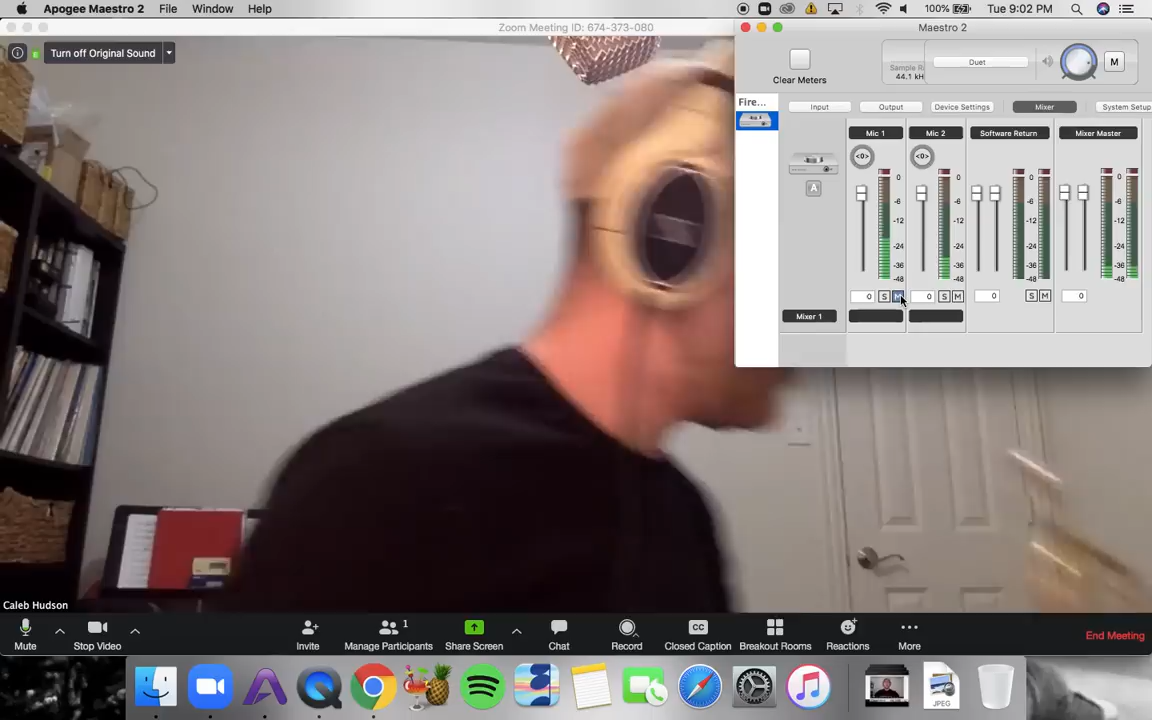 Apogee Maestro 2 File Window Help
100% Tue 9:02 PM
Zoom Meeting ID: 674-373-080
Turn off Original Sound
Maestro 2
Clear Meters
44.1 kH
Duet
M
Fire...
Input Output Device Settings Mixer System Setup
A
Mic 1 Mic 2 Software Return Mixer Master
<0> <0>
0 0 0 0
-6 -6 -6 -6
-12 -12 -12 -12
-24 -24 -24 -24
-36 -36 -36 -36
-48 -48 -48 -48
0 S M 0 S M 0 S M 0
Mixer 1
Caleb Hudson
Mute Stop Video Invite Manage Participants 1 Share Screen Chat CC Closed Caption Record Breakout Rooms Reactions More End Meeting
JPEG